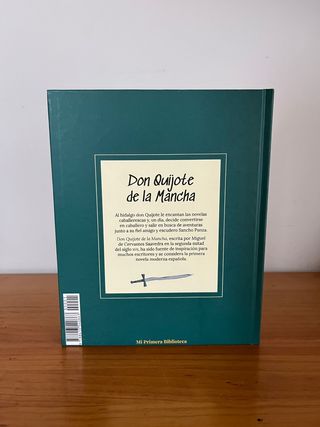 Don Quijote
de la Mancha
Al hidalgo don Quijote le encantan las novelas
caballerescas y, un día, decide convertirse
en caballero y salir en busca de aventuras
junto a su fiel amigo y escudero Sancho Panza.
Don Quijote de la Mancha, escrita por Miguel
de Cervantes Saavedra en la segunda mitad
del siglo XVI, ha sido fuente de inspiración para
muchos escritores y se considera la primera
novela moderna española.
Mi Primera Biblioteca